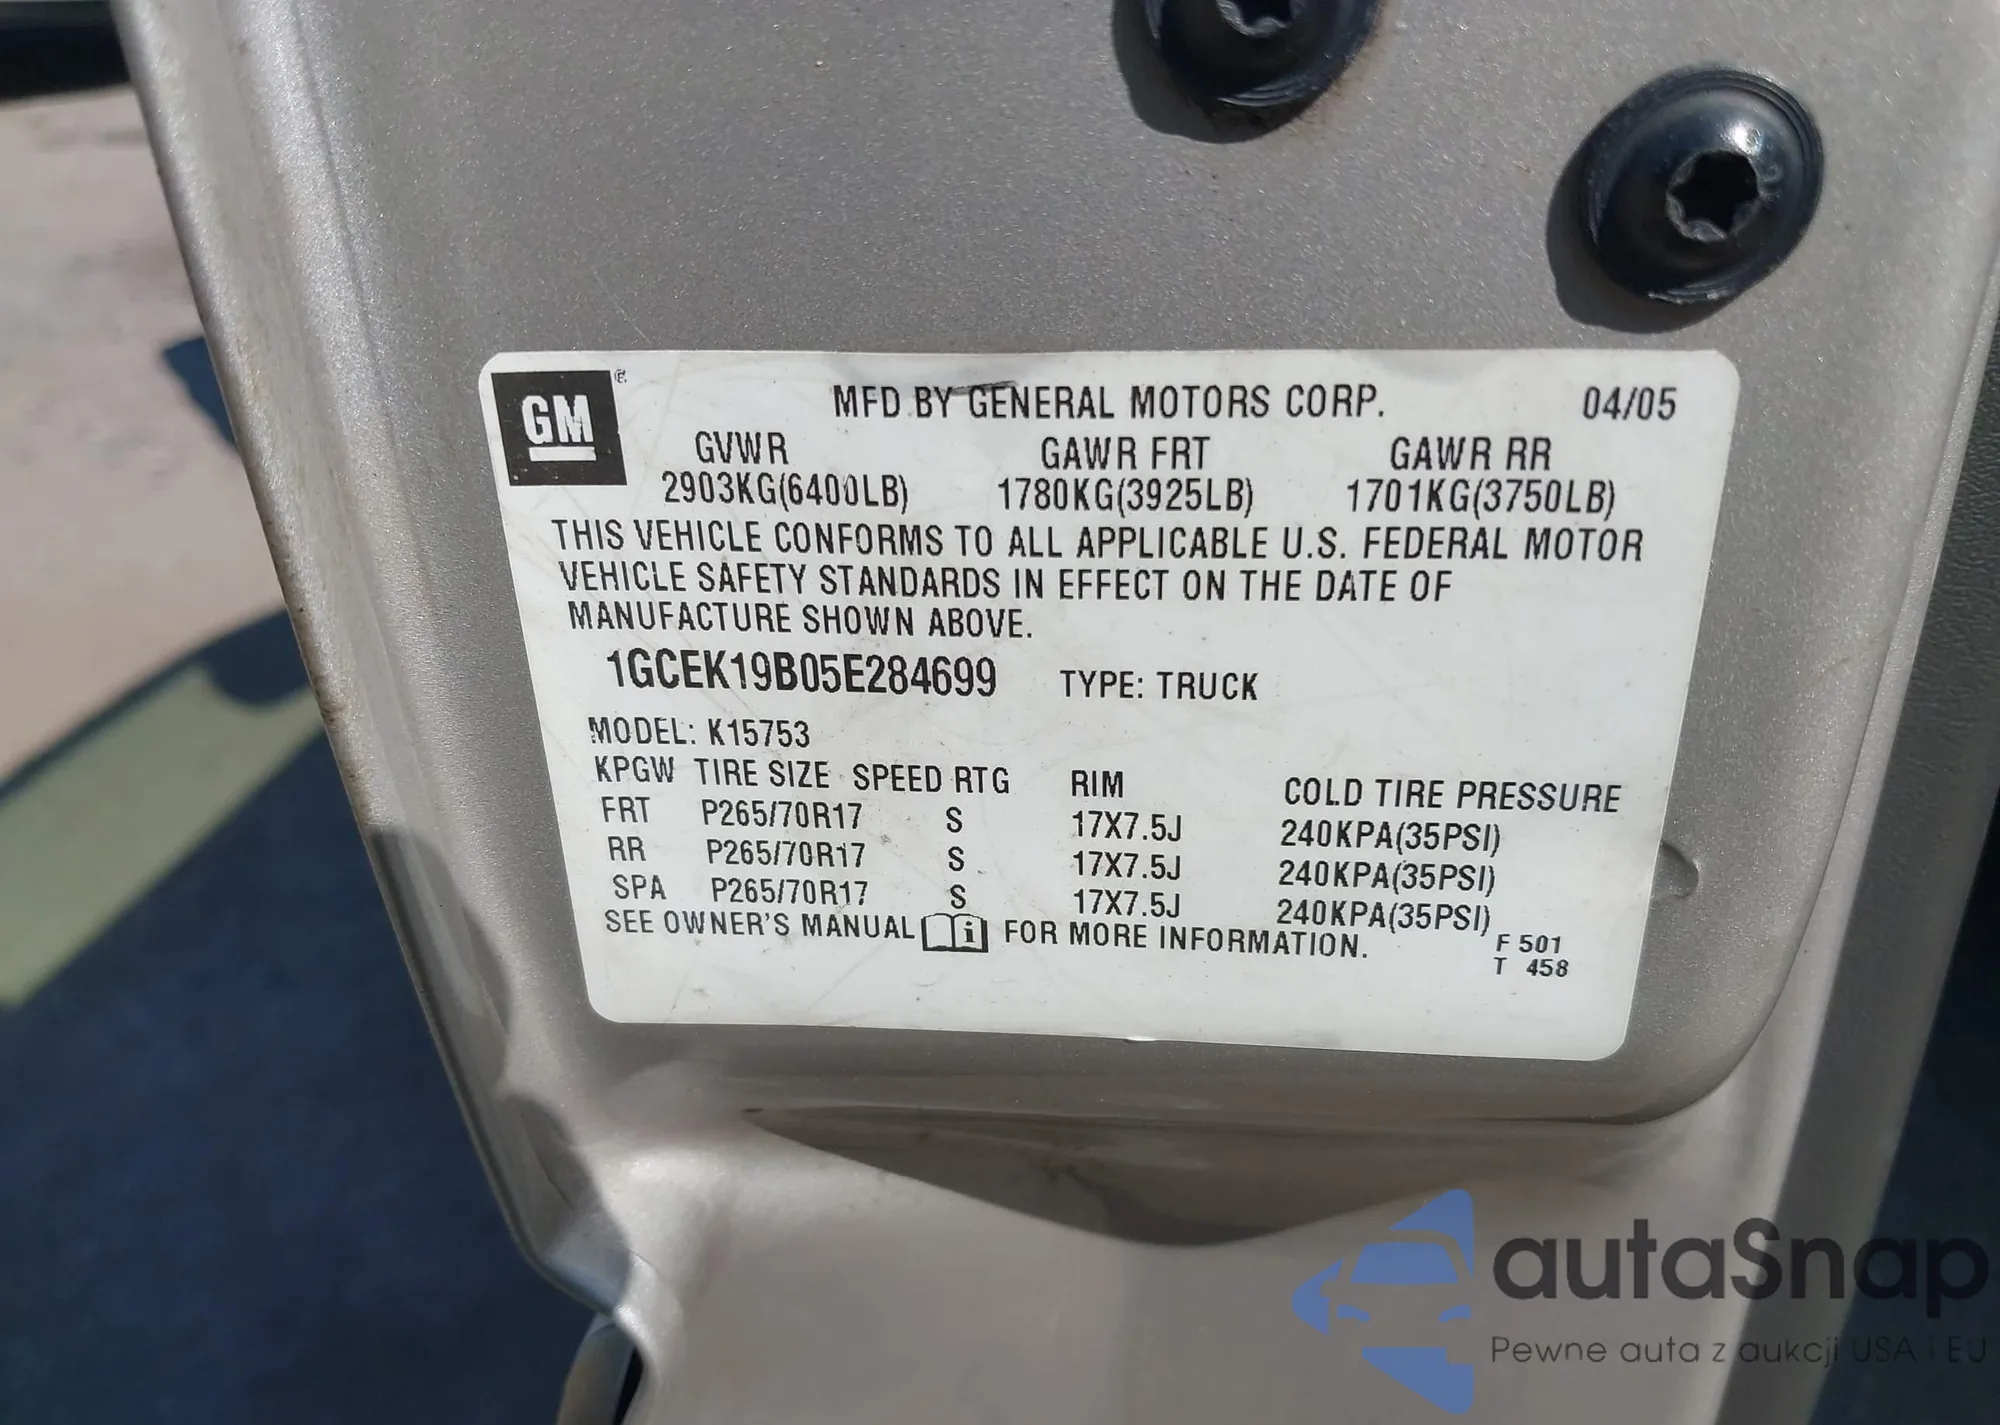 GM
MFD BY GENERAL MOTORS CORP. 04/05
GVWR GAWR FRT GAWR RR
2903KG(6400LB) 1780KG(3925LB) 1701KG(3750LB)
THIS VEHICLE CONFORMS TO ALL APPLICABLE U.S. FEDERAL MOTOR
VEHICLE SAFETY STANDARDS IN EFFECT ON THE DATE OF
MANUFACTURE SHOWN ABOVE.
1GCEK19B05E284699 TYPE: TRUCK
MODEL: K15753
KPGW TIRE SIZE SPEED RTG RIM COLD TIRE PRESSURE
FRT P265/70R17 S 17X7.5J 240KPA(35PSI)
RR P265/70R17 S 17X7.5J 240KPA(35PSI)
SPA P265/70R17 S 17X7.5J 240KPA(35PSI)
SEE OWNER'S MANUAL i FOR MORE INFORMATION.
F 501
T 458
autaSnap
Pewne auta z aukcji USA i EU